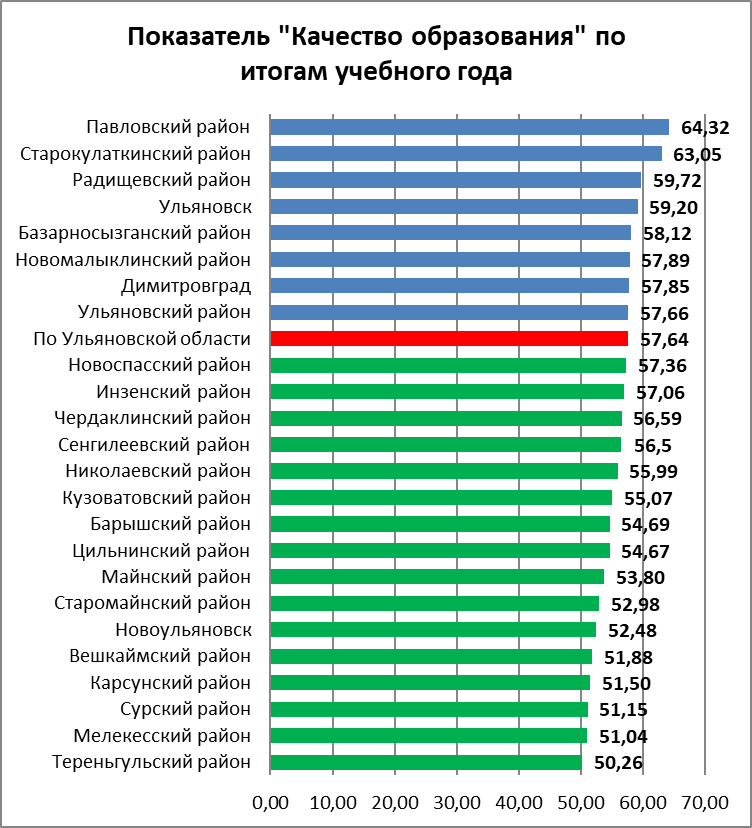 Показатель "Качество образования" по
итогам учебного года
Павловский район 64,32
Старокулаткинский район 63,05
Радищевский район 59,72
Ульяновск 59,20
Базарносызганский район 58,12
Новомалыклинский район 57,89
Димитровград 57,85
Ульяновский район 57,66
По Ульяновской области 57,64
Новоспасский район 57,36
Инзенский район 57,06
Чердаклинский район 56,59
Сенгилеевский район 56,5
Николаевский район 55,99
Кузоватовский район 55,07
Барышский район 54,69
Цильнинский район 54,67
Майнский район 53,80
Старомайнский район 52,98
Новоульяновск 52,48
Вешкаймский район 51,88
Карсунский район 51,50
Сурский район 51,15
Мелекесский район 51,04
Тереньгульский район 50,26
0,00 10,00 20,00 30,00 40,00 50,00 60,00 70,00